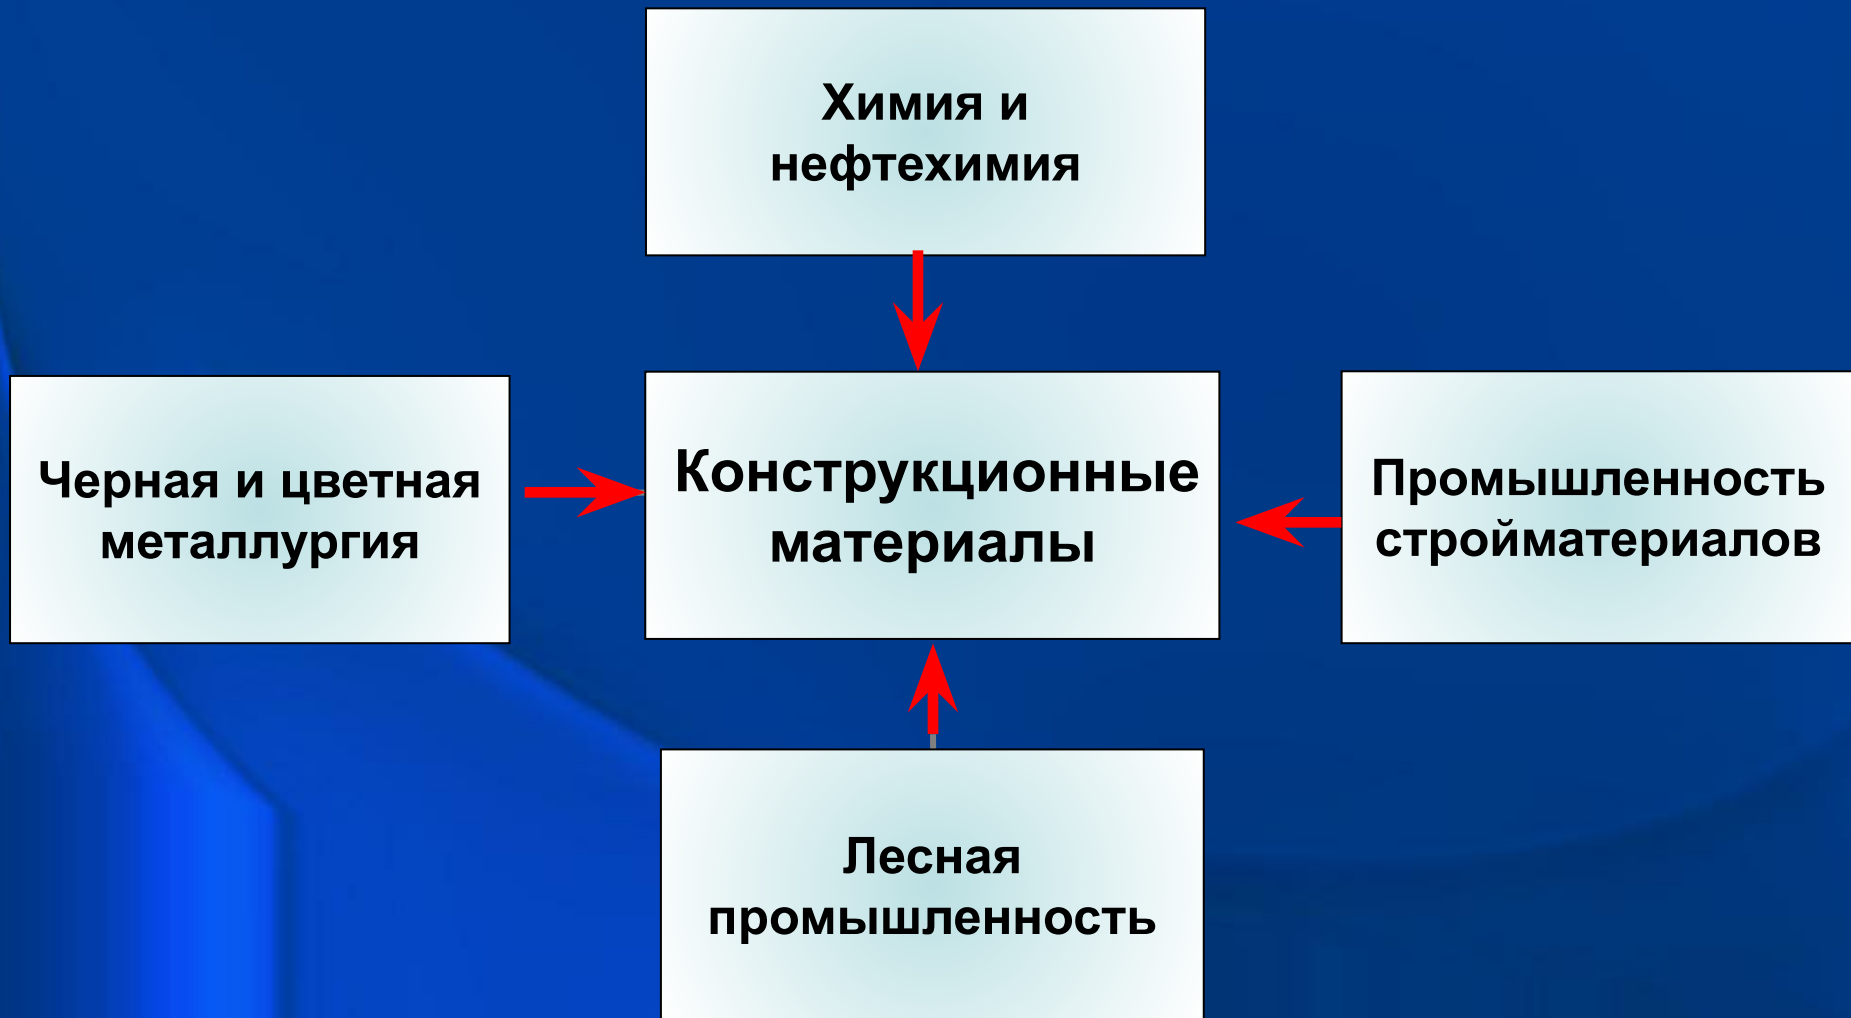 Химия и
нефтехимия
Черная и цветная
металлургия
Конструкционные
материалы
Промышленность
стройматериалов
Лесная
промышленность